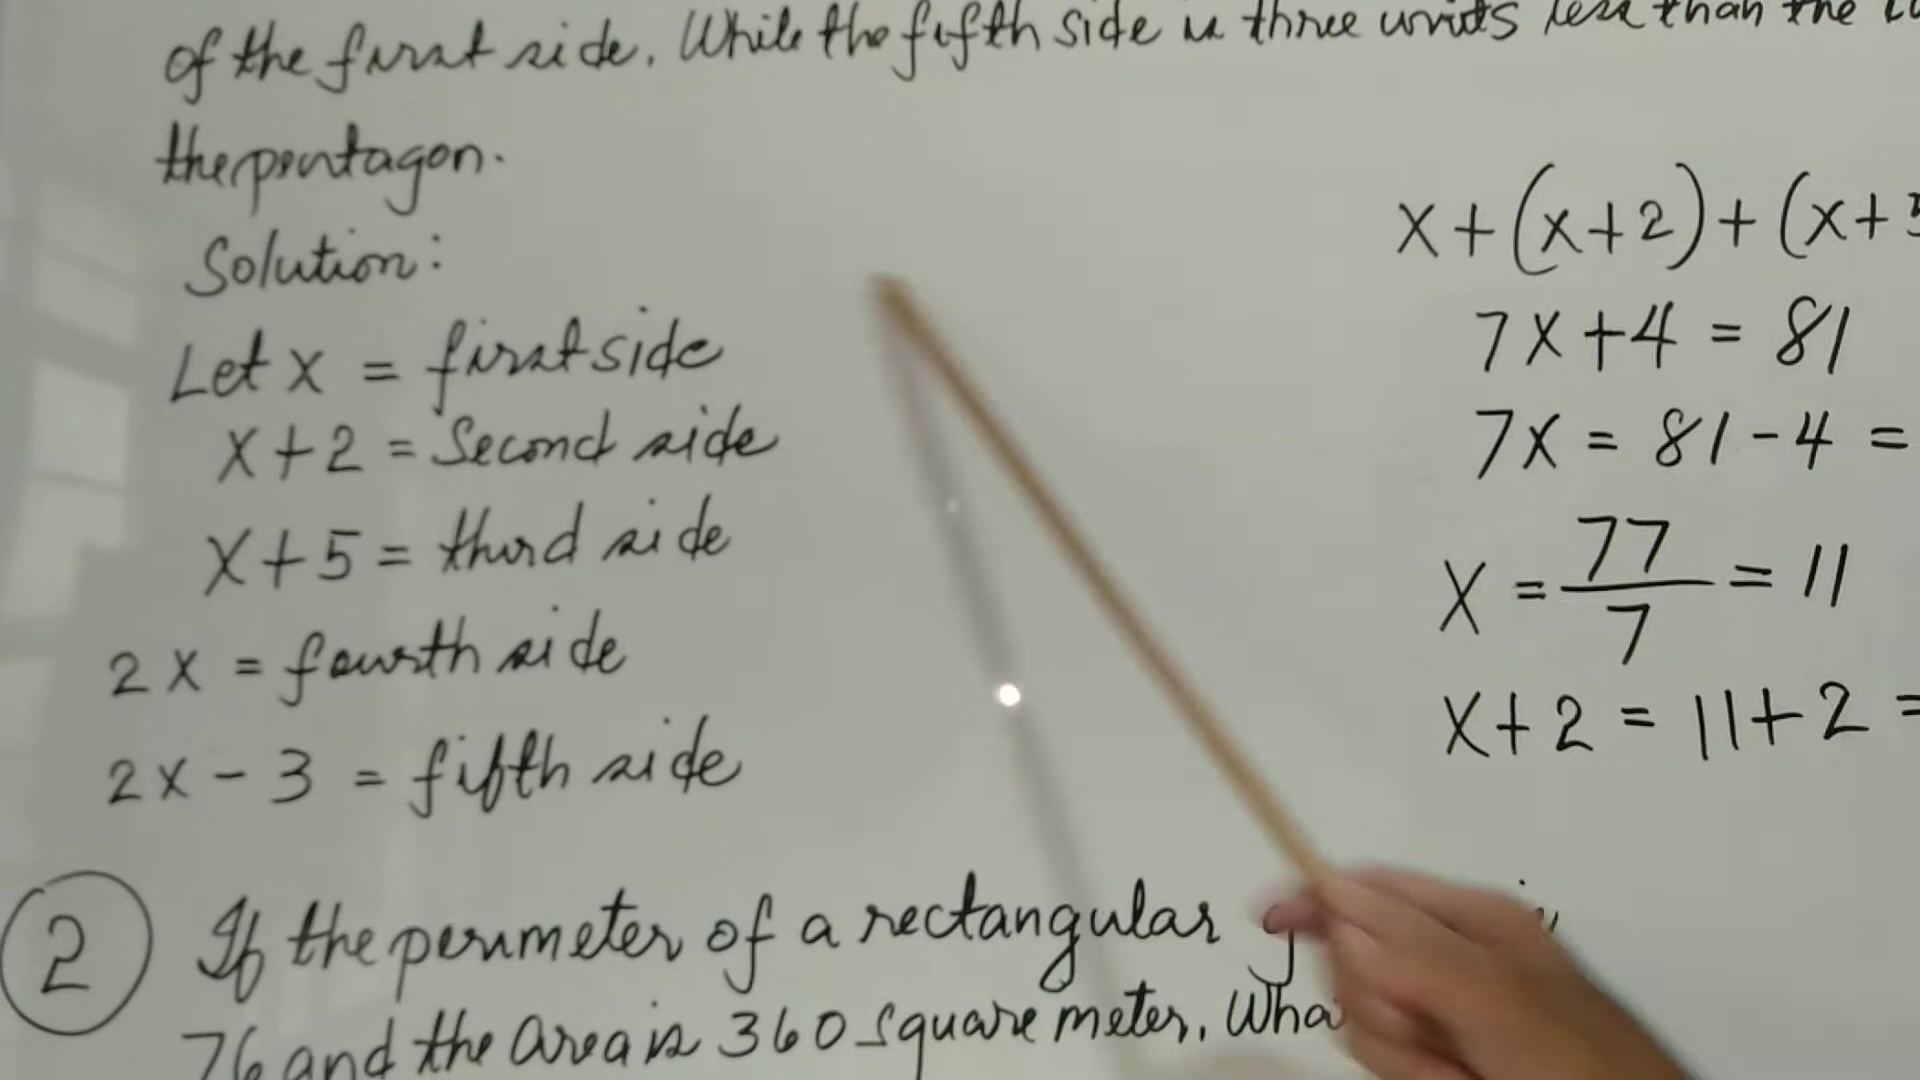 of the first side. While the fifth side is three units less than the
the pentagon.
Solution:
Let x = first side
x + 2 = Second side
x + 5 = third side
2x = fourth side
2x - 3 = fifth side
x + (x + 2) + (x + 5
7x + 4 = 81
7x = 81 - 4 =
x = 77/7 = 11
x + 2 = 11 + 2 =
2 If the perimeter of a rectangular
76 and the area is 360 square meter, Wha